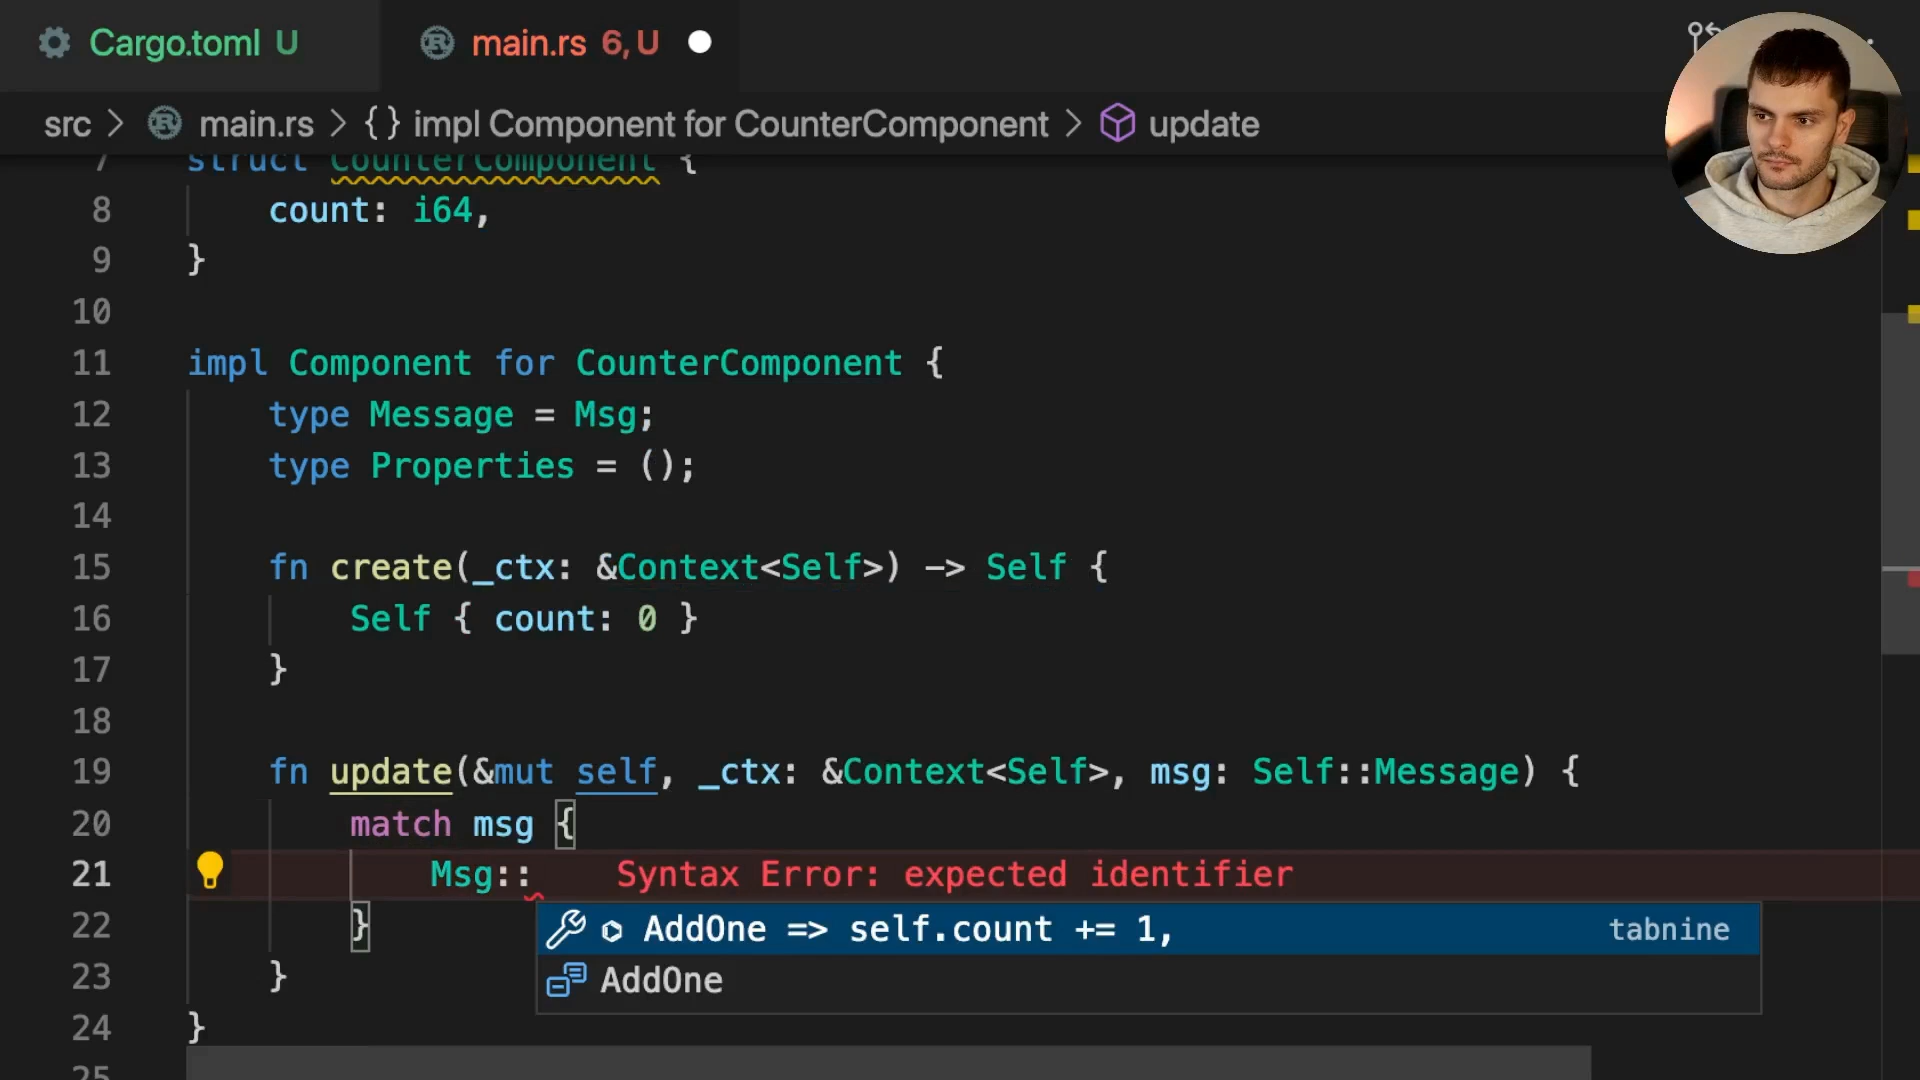 Cargo.toml U
main.rs 6, U
src > main.rs > {} impl Component for CounterComponent > update
7 struct CounterComponent {
8 count: i64,
9 }
10
11 impl Component for CounterComponent {
12 type Message = Msg;
13 type Properties = ();
14
15 fn create(_ctx: &Context<Self>) -> Self {
16 Self { count: 0 }
17 }
18
19 fn update(&mut self, _ctx: &Context<Self>, msg: Self::Message) {
20 match msg {
21 Msg:: Syntax Error: expected identifier
22 }
AddOne => self.count += 1, tabnine
23 }
AddOne
24 }
25